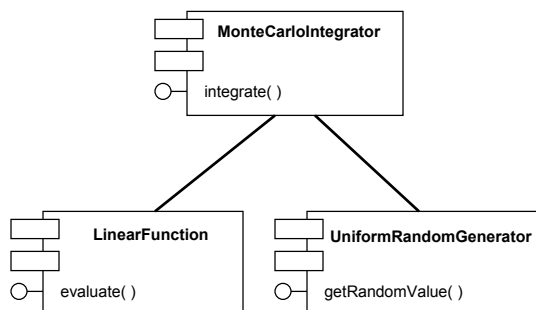 MonteCarloIntegrator
integrate( )
LinearFunction
evaluate( )
UniformRandomGenerator
getRandomValue( )